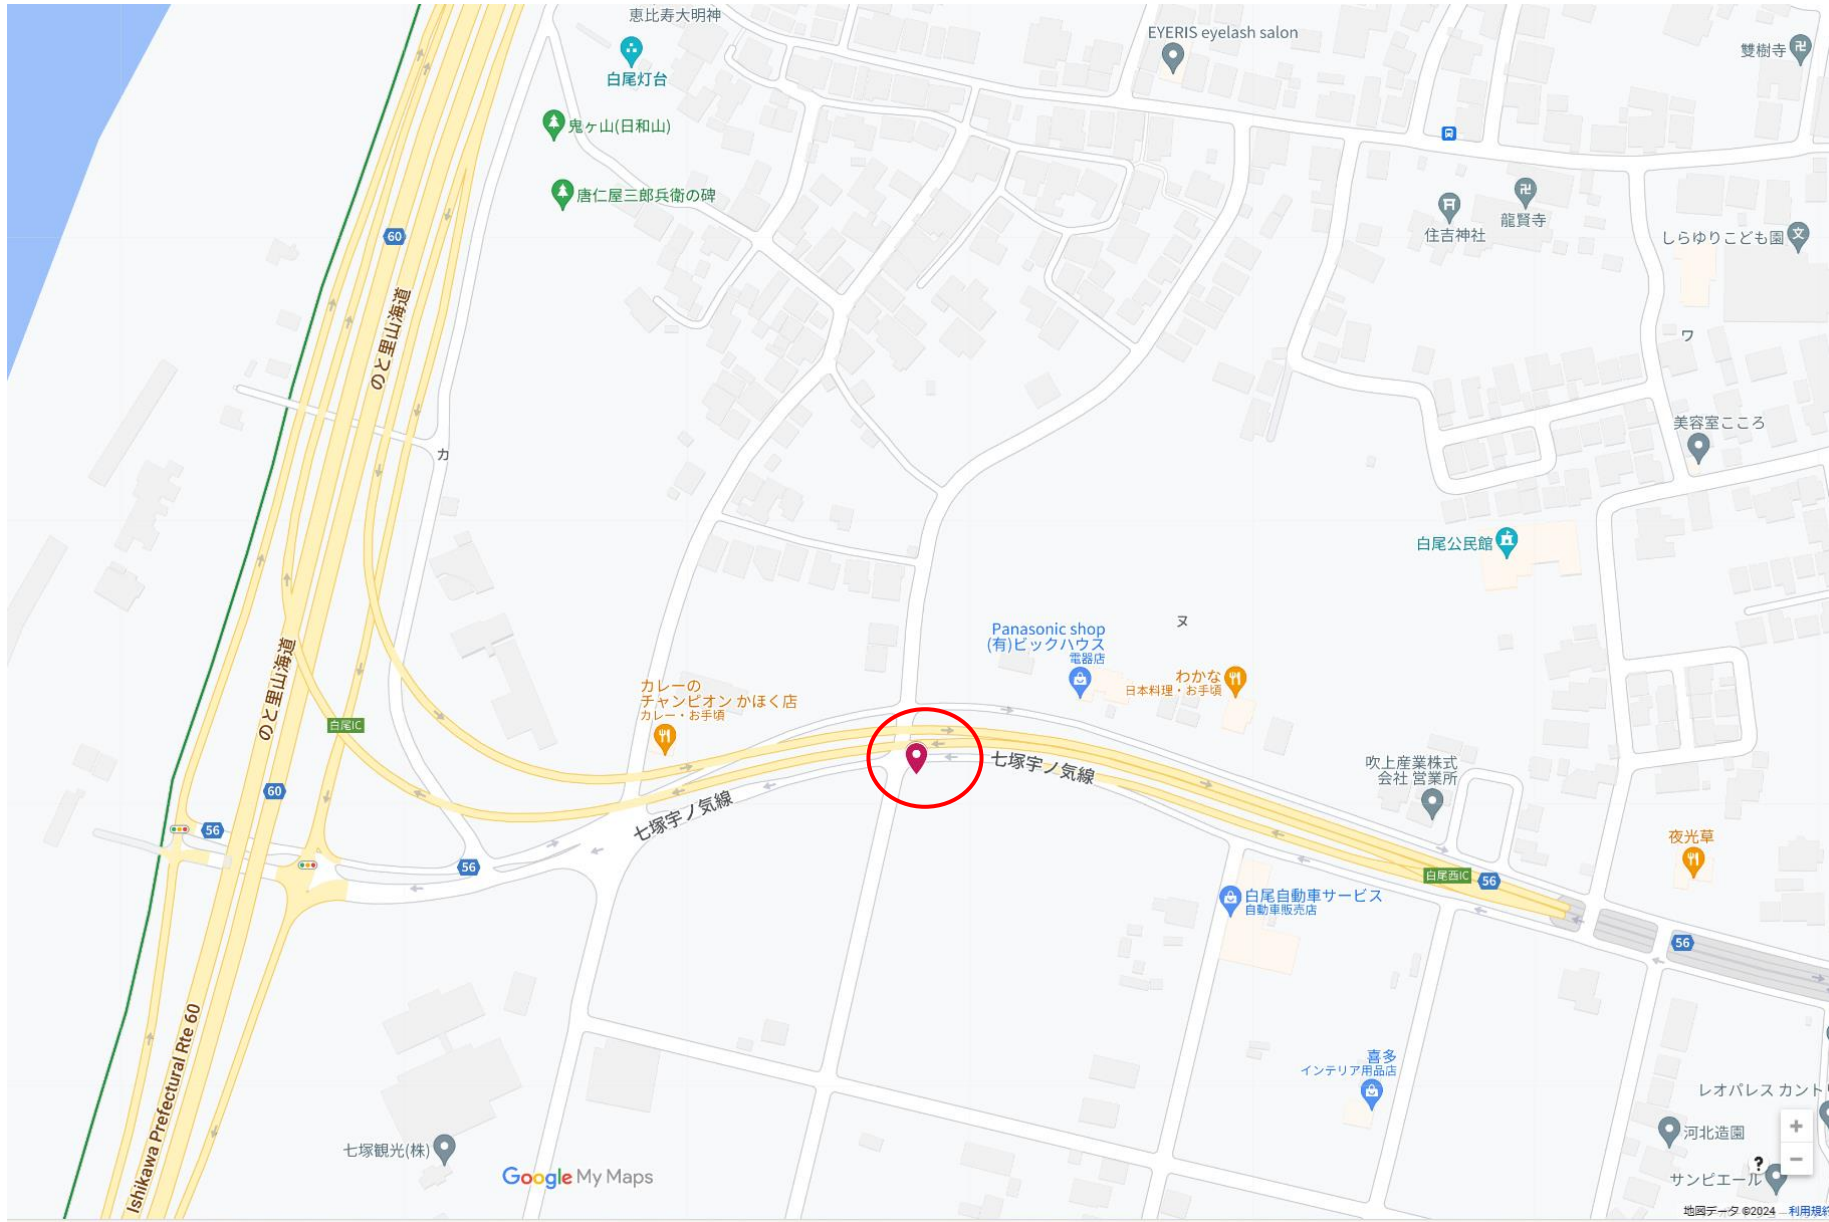 恵比寿大明神
EYERIS eyelash salon
雙樹寺
白尾灯台
鬼ヶ山(日和山)
唐仁屋三郎兵衛の碑
60
住吉神社
龍賢寺
しらゆりこども園
のと里山海道
ワ
美容室こころ
カ
白尾公民館
ヌ
Panasonic shop
(有)ビックハウス
電器店
わかな
日本料理・お手頃
カレーの
チャンピオン かほく店
カレー・お手頃
のと里山海道
白尾IC
七塚宇ノ気線
吹上産業株式
会社 営業所
60
七塚宇ノ気線
56
夜光草
56
白尾西IC
56
白尾自動車サービス
自動車販売店
56
Ishikawa Prefectural Rte 60
喜多
インテリア用品店
レオパレス カント
河北造園
七塚観光(株)
サンピエール
Google My Maps
地図データ ©2024
利用規約